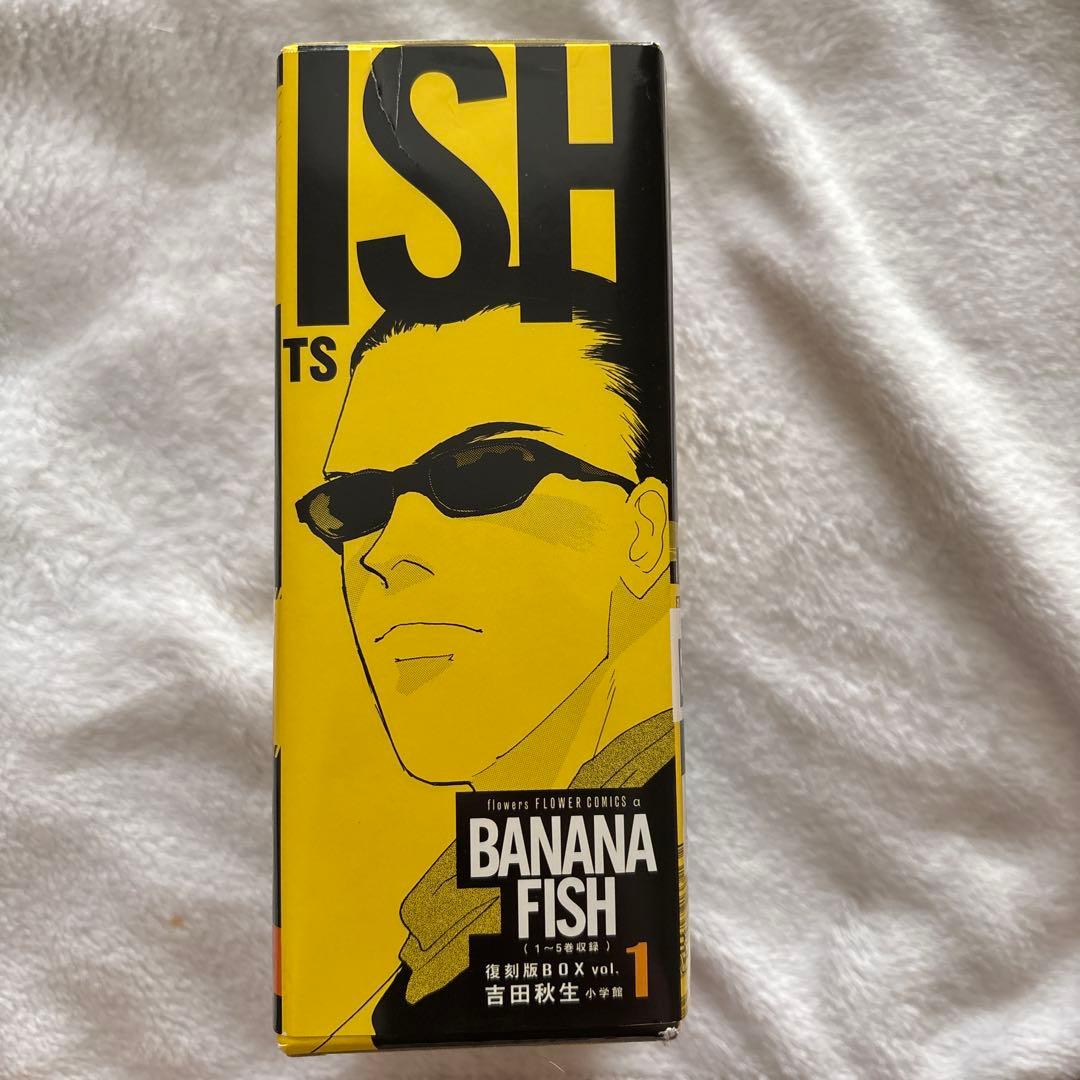 ISH
TS
flowers FLOWER COMICS α
BANANA
FISH
(1〜5巻収録)
復刻版BOX vol. 1
吉田秋生 小学館